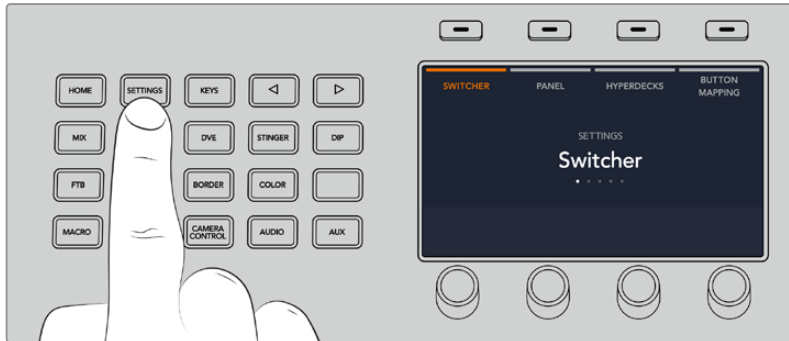 HOME SETTINGS KEYS
MIX DVE STINGER DIP
FTB BORDER COLOR
MACRO CAMERA CONTROL AUDIO AUX
SWITCHER PANEL HYPERDECKS BUTTON MAPPING
SETTINGS
Switcher